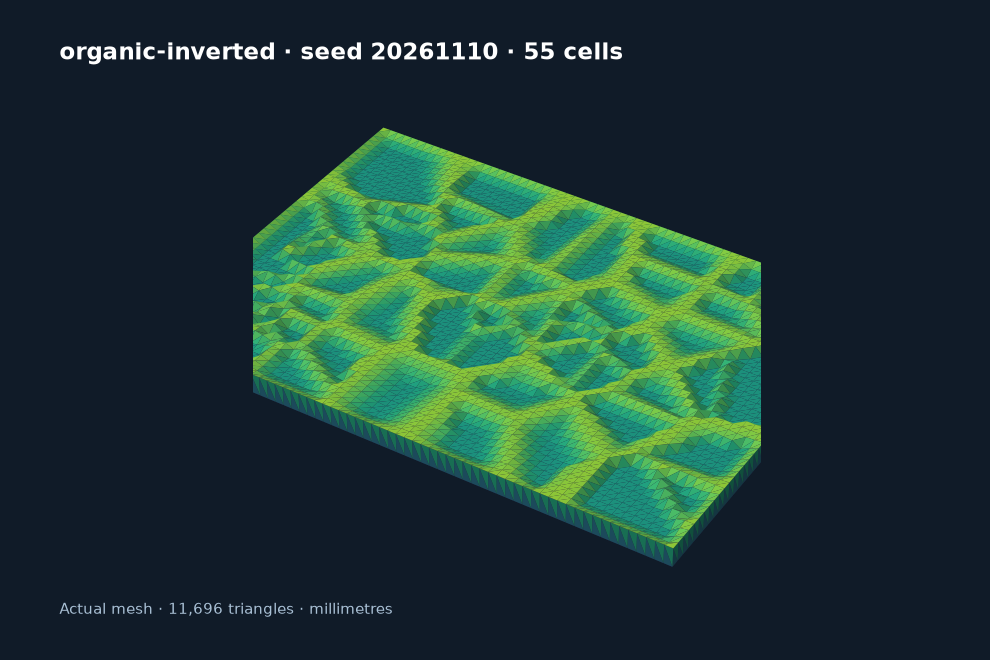 organic-inverted · seed 20261110 · 55 cells
Actual mesh · 11,696 triangles · millimetres